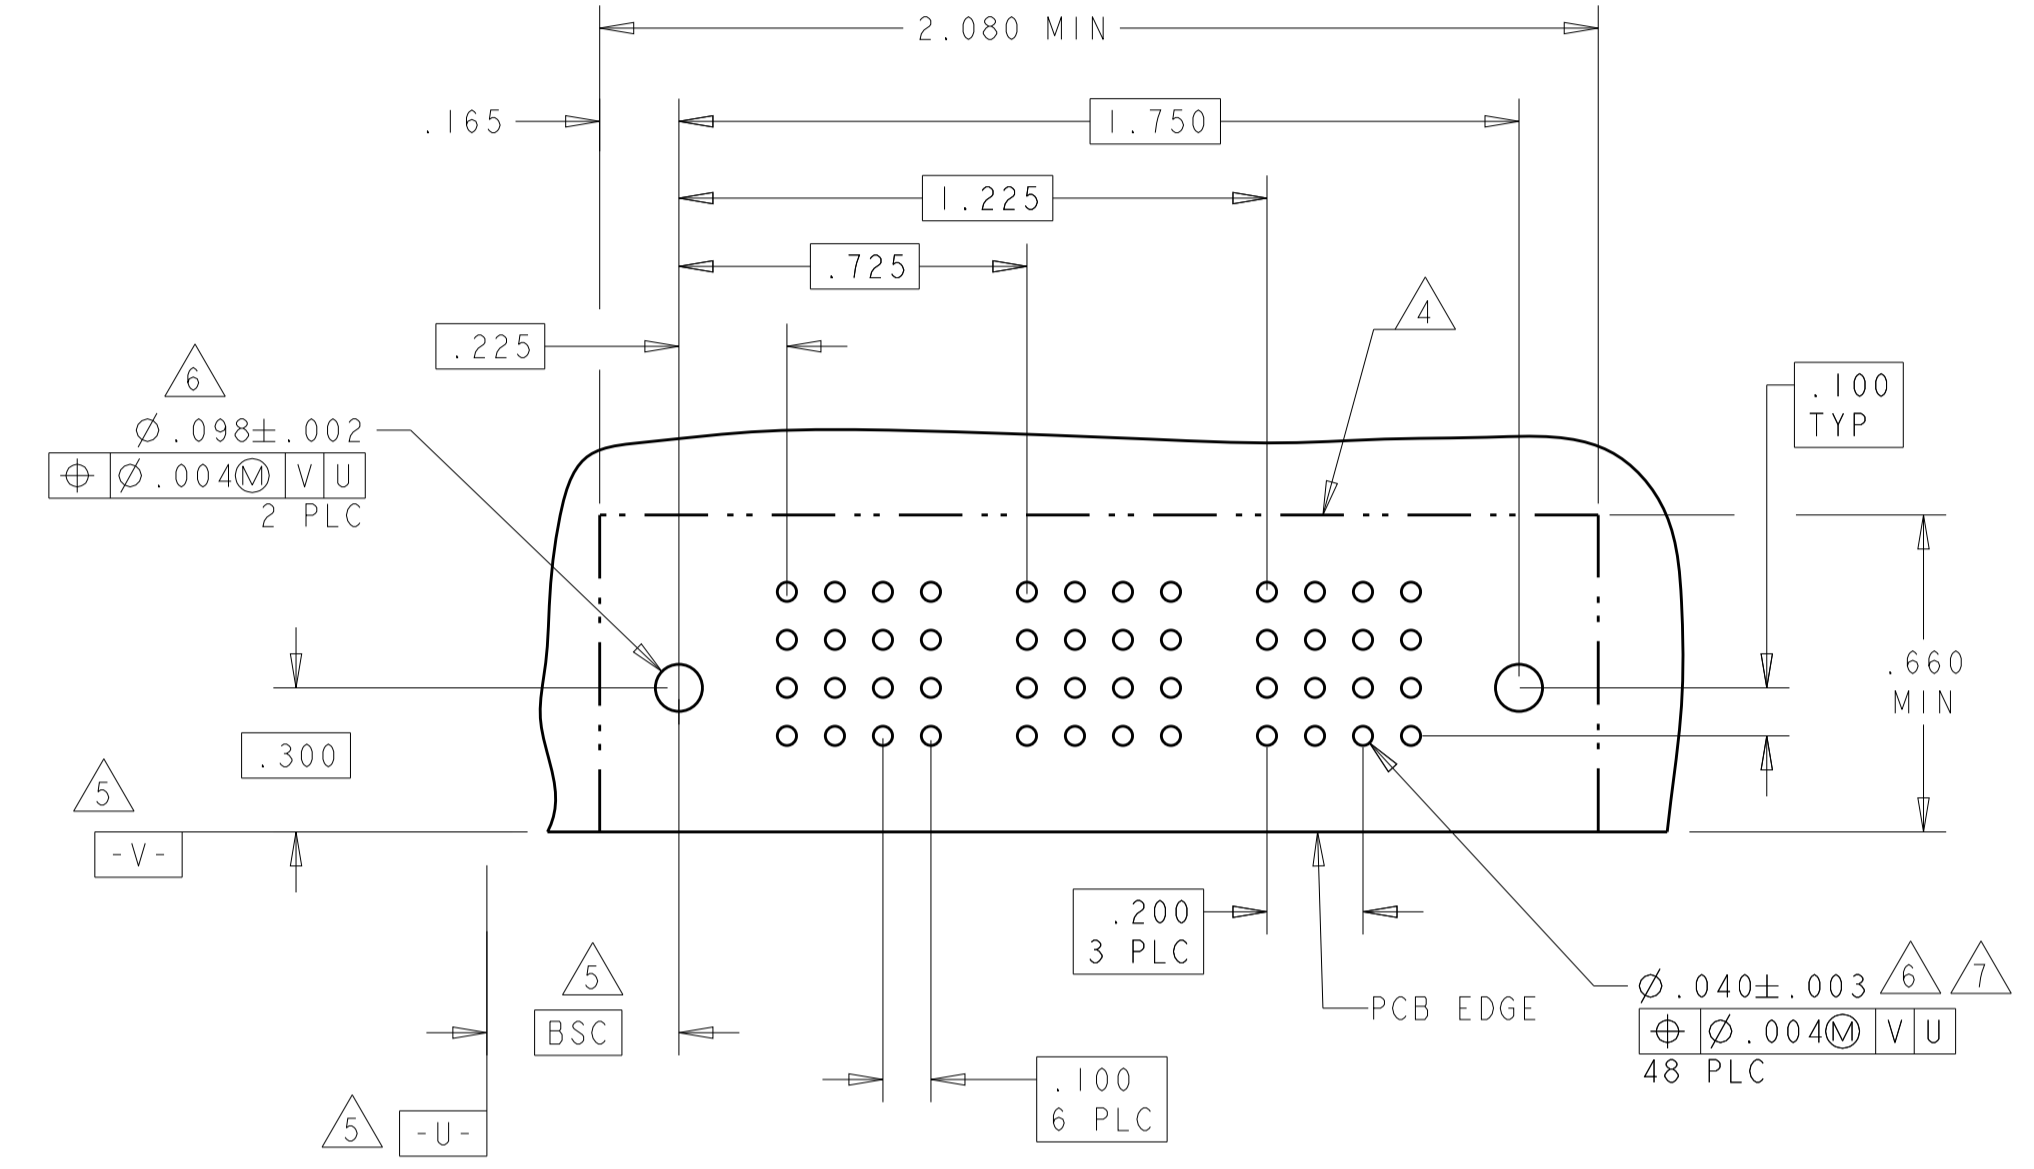 2.080 MIN
.165
1.750
1.225
.725
4
.225
6
.100
TYP
Ø.098±.002
⌖ Ø.004Ⓜ V U
2 PLC
.660
MIN
.300
5
-V-
.200
3 PLC
5
BSC
PCB EDGE
Ø.040±.003 6 7
⌖ Ø.004Ⓜ V U
48 PLC
.100
6 PLC
5 -U-